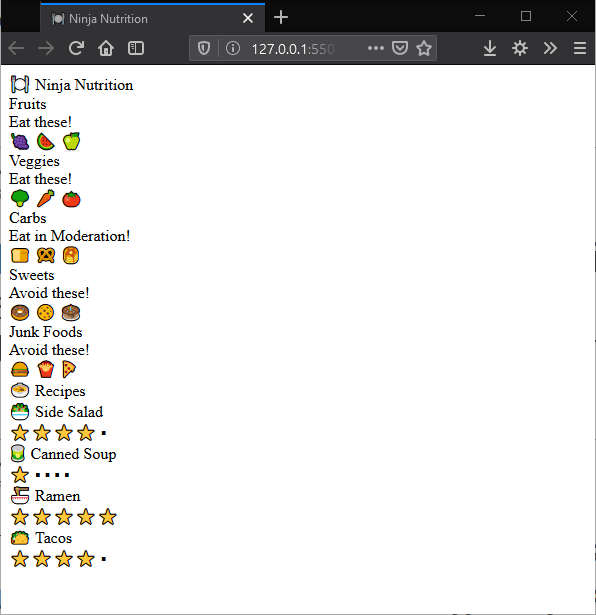 🍽️ Ninja Nutrition
127.0.0.1:550
🍽️ Ninja Nutrition
Fruits
Eat these!
🍇 🍉 🍏
Veggies
Eat these!
🥦 🥕 🍅
Carbs
Eat in Moderation!
🍞 🥨 🥞
Sweets
Avoid these!
🍩 🍪 🎂
Junk Foods
Avoid these!
🍔 🍟 🍕
🍲 Recipes
🥗 Side Salad
⭐⭐⭐⭐▪
🥫 Canned Soup
⭐▪▪▪▪
🍜 Ramen
⭐⭐⭐⭐⭐
🌮 Tacos
⭐⭐⭐⭐▪